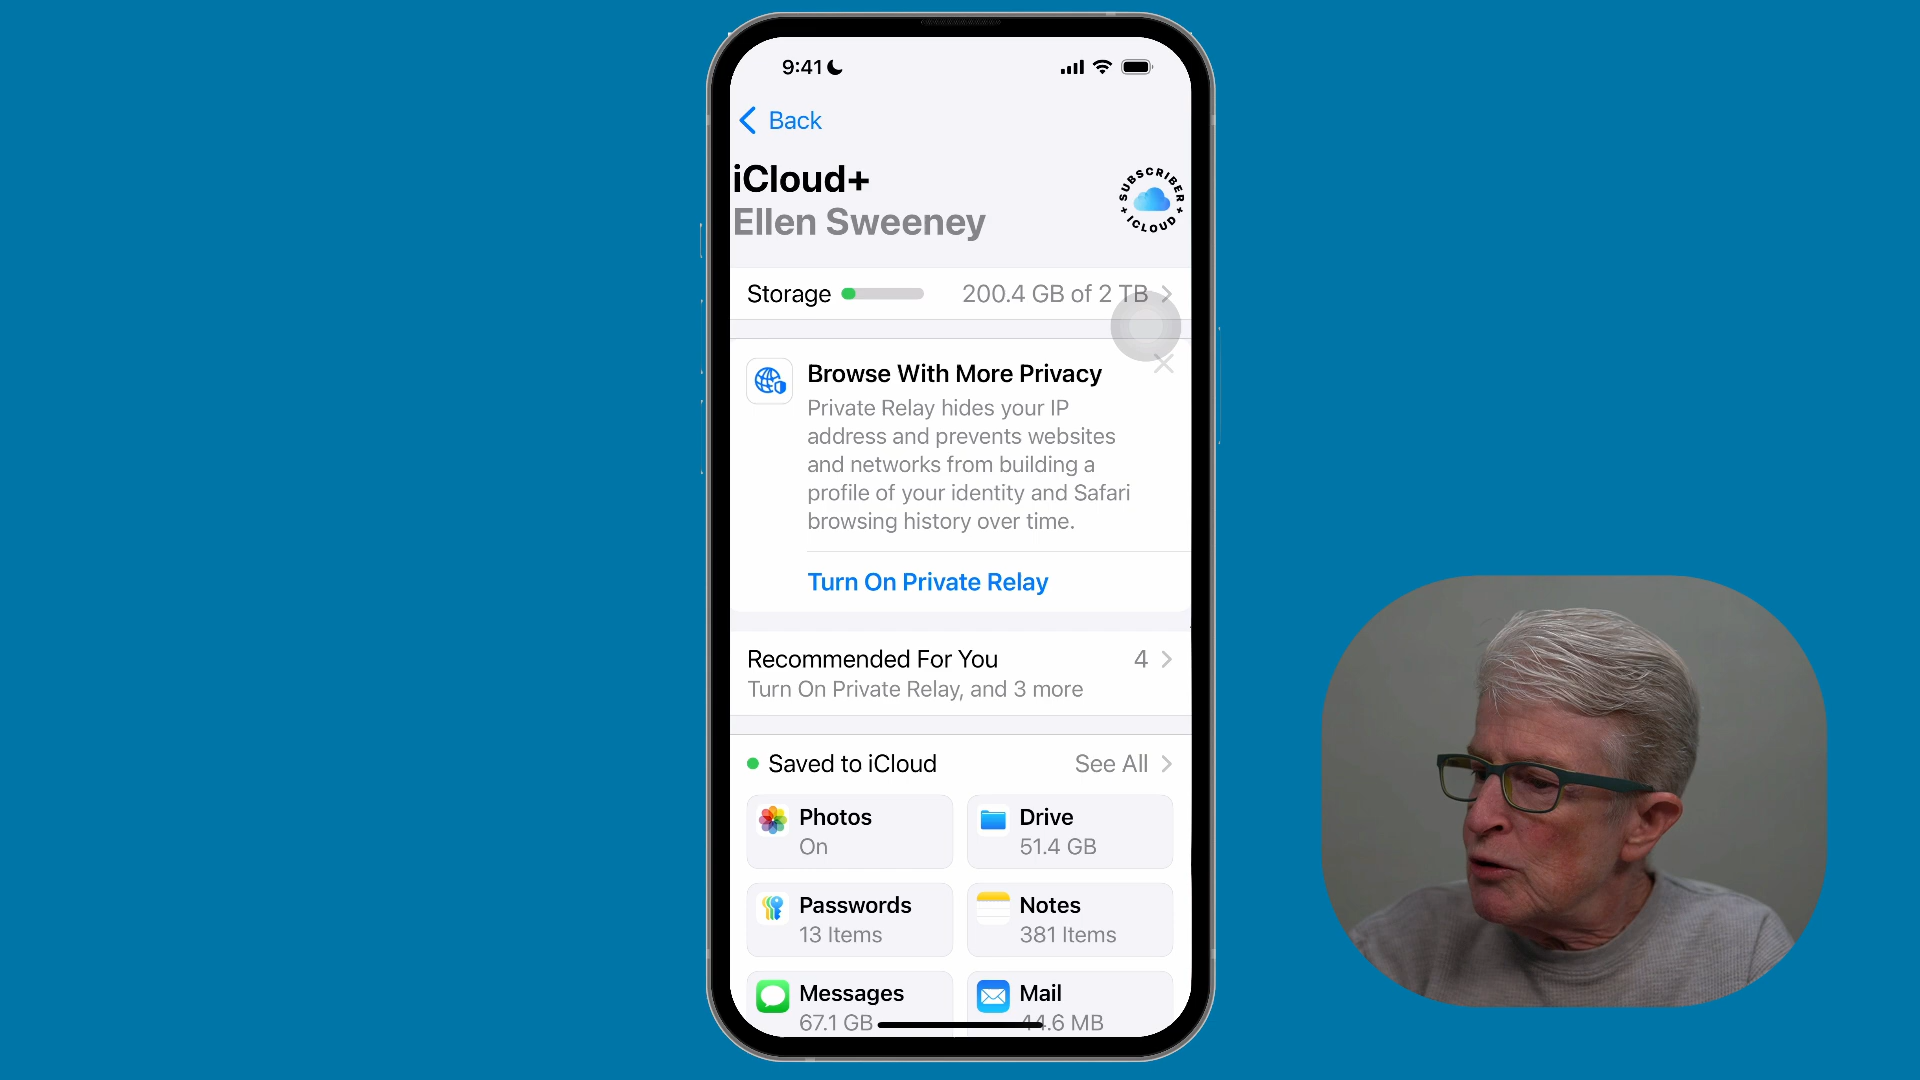 9:41
Back
iCloud+
Ellen Sweeney
SUBSCRIBER
+ ICLOUD +
Storage 200.4 GB of 2 TB
Browse With More Privacy
Private Relay hides your IP
address and prevents websites
and networks from building a
profile of your identity and Safari
browsing history over time.
Turn On Private Relay
Recommended For You 4
Turn On Private Relay, and 3 more
Saved to iCloud See All
Photos
On
Drive
51.4 GB
Passwords
13 Items
Notes
381 Items
Messages
67.1 GB
Mail
44.6 MB